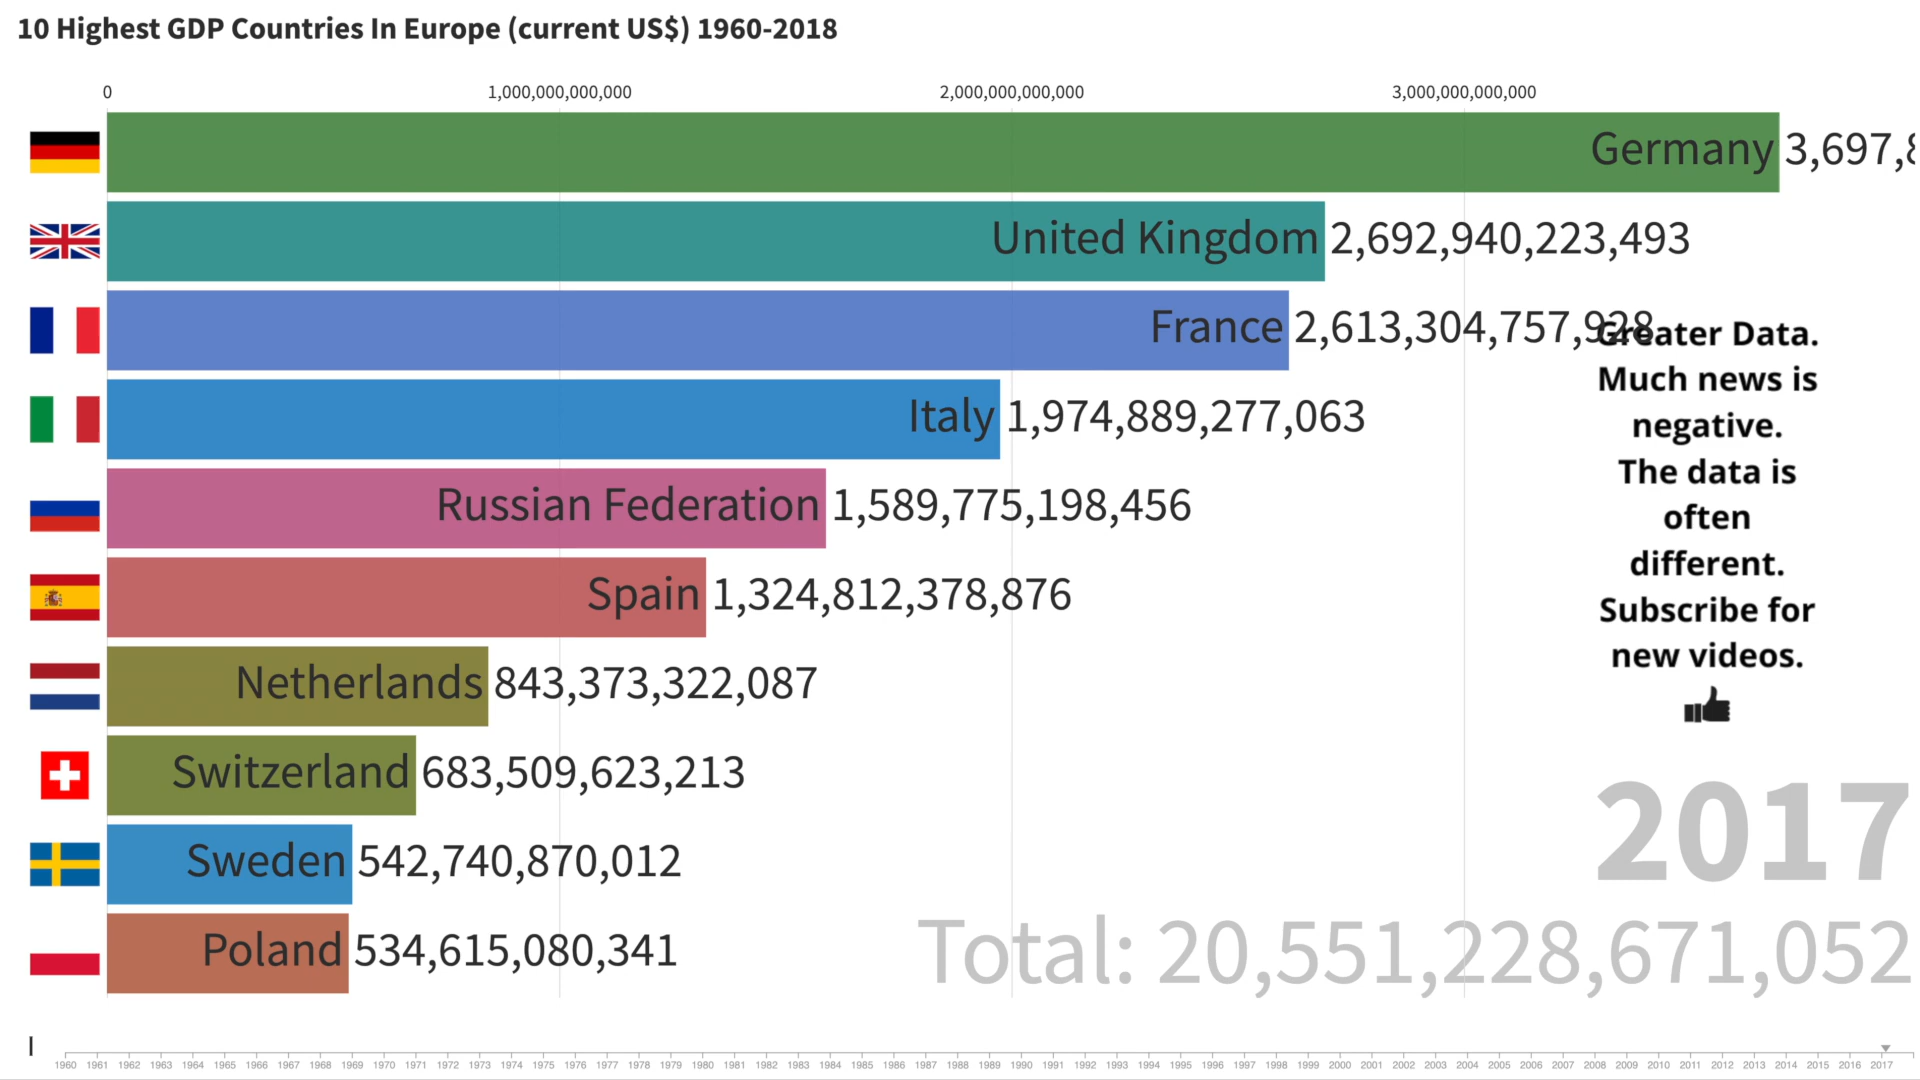 10 Highest GDP Countries In Europe (current US$) 1960-2018
0 1,000,000,000,000 2,000,000,000,000 3,000,000,000,000
Germany 3,697,8
United Kingdom 2,692,940,223,493
France 2,613,304,757,928
Italy 1,974,889,277,063
Russian Federation 1,589,775,198,456
Spain 1,324,812,378,876
Netherlands 843,373,322,087
Switzerland 683,509,623,213
Sweden 542,740,870,012
Poland 534,615,080,341
Greater Data.
Much news is
negative.
The data is
often
different.
Subscribe for
new videos.
2017
Total: 20,551,228,671,052
1960 1961 1962 1963 1964 1965 1966 1967 1968 1969 1970 1971 1972 1973 1974 1975 1976 1977 1978 1979 1980 1981 1982 1983 1984 1985 1986 1987 1988 1989 1990 1991 1992 1993 1994 1995 1996 1997 1998 1999 2000 2001 2002 2003 2004 2005 2006 2007 2008 2009 2010 2011 2012 2013 2014 2015 2016 2017